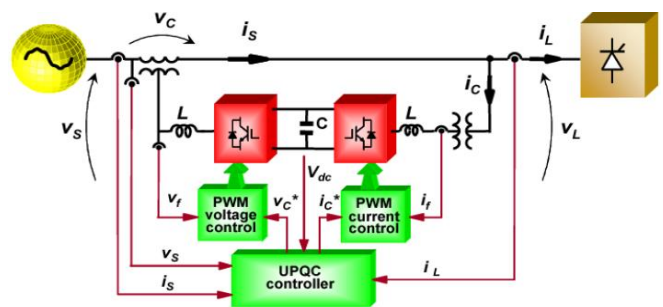 v_C
i_S
i_L
i_C
v_S
L
C
L
v_L
V_dc
v_f
PWM
voltage
control
v_C*
i_C*
PWM
current
control
i_f
v_S
i_S
UPQC
controller
i_L